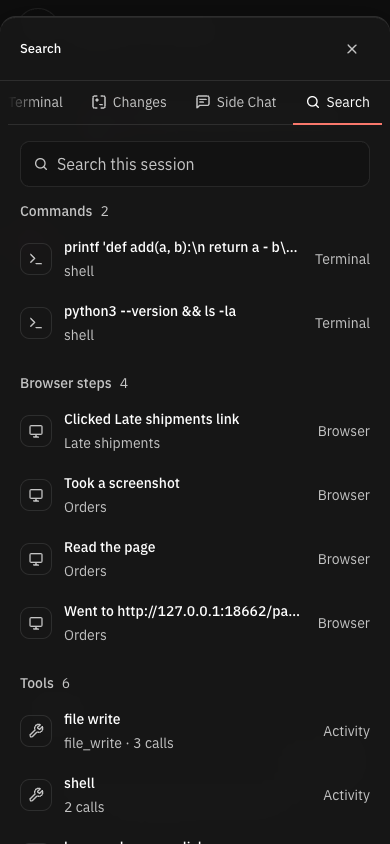 Search
Terminal
Changes
Side Chat
Search
Search this session
Commands 2
printf 'def add(a, b):\n return a - b\...
shell
Terminal
python3 --version && ls -la
shell
Terminal
Browser steps 4
Clicked Late shipments link
Late shipments
Browser
Took a screenshot
Orders
Browser
Read the page
Orders
Browser
Went to http://127.0.0.1:18662/pa...
Orders
Browser
Tools 6
file write
file_write · 3 calls
Activity
shell
2 calls
Activity